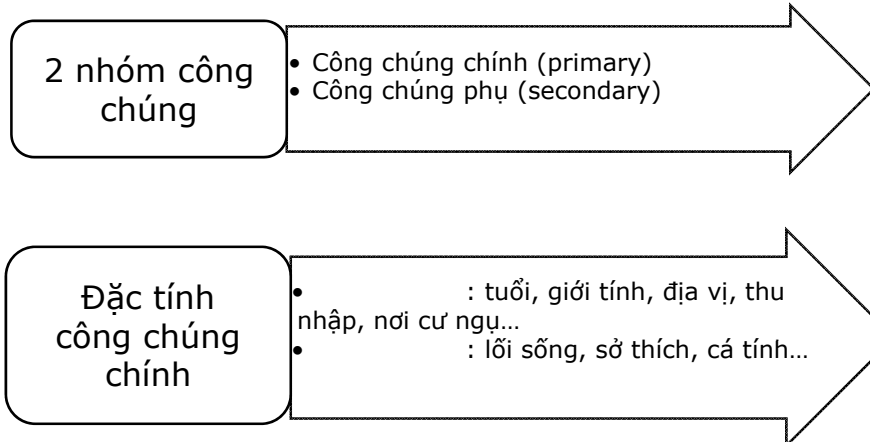 2 nhóm công
chúng
• Công chúng chính (primary)
• Công chúng phụ (secondary)
Đặc tính
công chúng
chính
• : tuổi, giới tính, địa vị, thu
nhập, nơi cư ngụ…
• : lối sống, sở thích, cá tính…